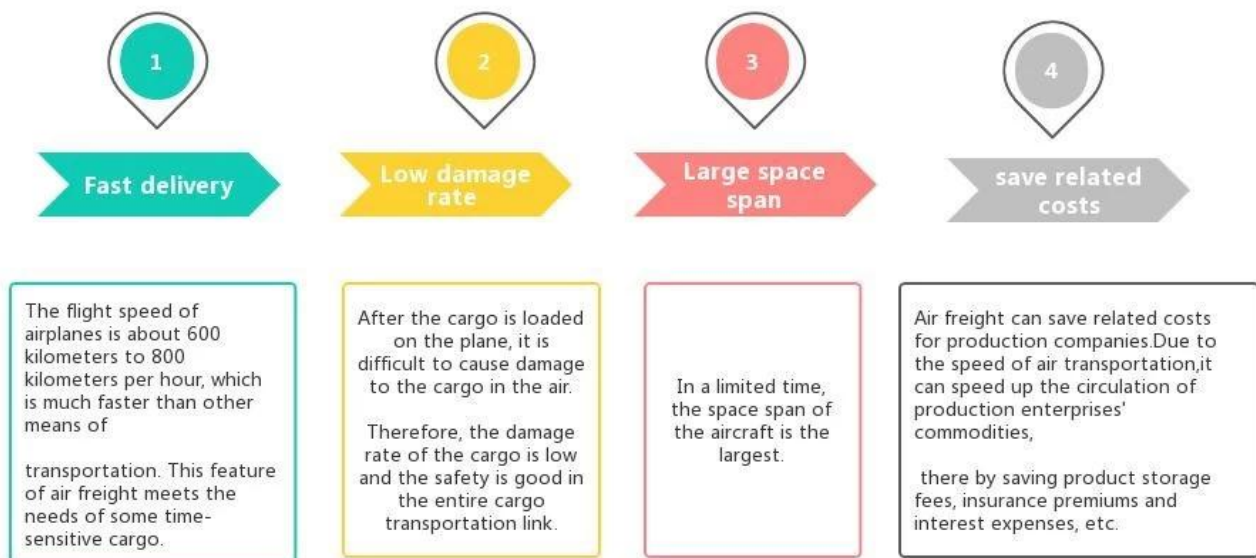 1
2
3
4
Fast delivery
Low damage
rate
Large space
span
save related
costs
The flight speed of
airplanes is about 600
kilometers to 800
kilometers per hour, which
is much faster than other
means of
transportation. This feature
of air freight meets the
needs of some time-
sensitive cargo.
After the cargo is loaded
on the plane, it is
difficult to cause damage
to the cargo in the air.
Therefore, the damage
rate of the cargo is low
and the safety is good in
the entire cargo
transportation link.
In a limited time,
the space span of
the aircraft is the
largest.
Air freight can save related costs
for production companies.Due to
the speed of air transportation,it
can speed up the circulation of
production enterprises'
commodities,
there by saving product storage
fees, insurance premiums and
interest expenses, etc.